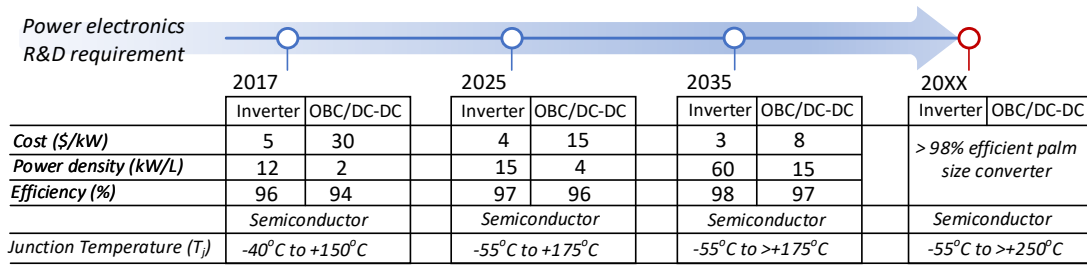 Power electronics
R&D requirement
2017 2025 2035 20XX
Inverter OBC/DC-DC Inverter OBC/DC-DC Inverter OBC/DC-DC Inverter OBC/DC-DC
Cost ($/kW) 5 30 4 15 3 8
Power density (kW/L) 12 2 15 4 60 15
Efficiency (%) 96 94 97 96 98 97
> 98% efficient palm
size converter
Semiconductor Semiconductor Semiconductor Semiconductor
Junction Temperature (Tj) -40°C to +150°C -55°C to +175°C -55°C to >+175°C -55°C to >+250°C